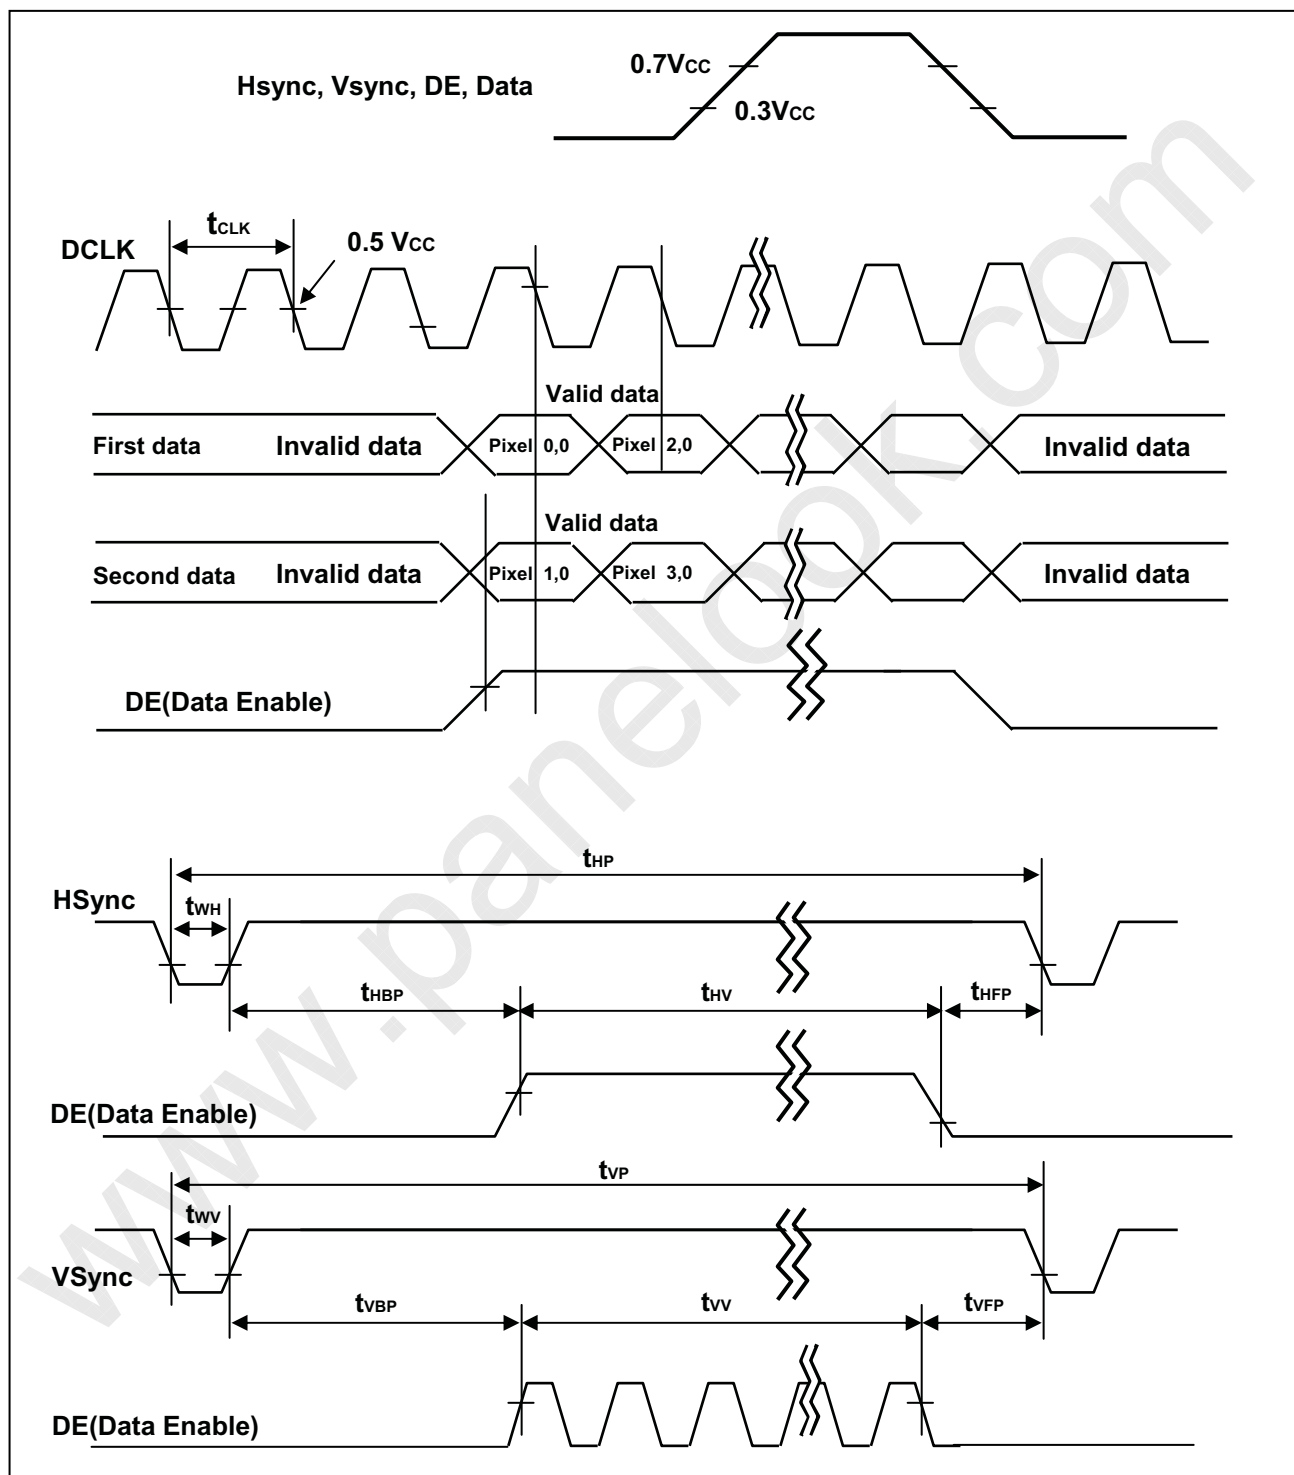 0.7VCC
Hsync, Vsync, DE, Data
0.3VCC
tCLK
DCLK
0.5 VCC
Valid data
First data
Invalid data
Pixel 0,0
Pixel 2,0
Invalid data
Valid data
Second data
Invalid data
Pixel 1,0
Pixel 3,0
Invalid data
DE(Data Enable)
tHP
HSync
tWH
tHBP
tHV
tHFP
DE(Data Enable)
tVP
tWV
VSync
tVBP
tVV
tVFP
DE(Data Enable)
www.panelook.com